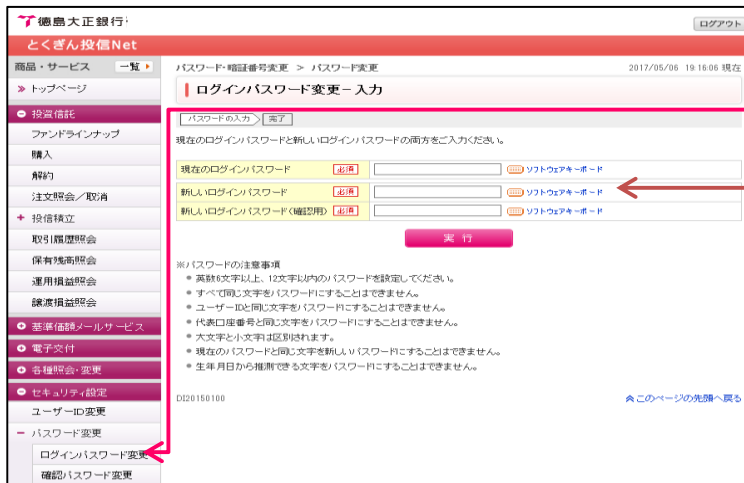 徳島大正銀行
ログアウト
とくぎん投信Net
商品・サービス 一覧
トップページ
投資信託
ファンドラインナップ
購入
解約
注文照会／取消
投信積立
取引履歴照会
保有残高照会
運用損益照会
譲渡損益照会
基準価額メールサービス
電子交付
各種照会・変更
セキュリティ設定
ユーザーID変更
パスワード変更
ログインパスワード変更
確認パスワード変更
パスワード・暗証番号変更 ＞ パスワード変更
2017/05/06 19:16:06 現在
ログインパスワード変更－入力
パスワードの入力 完了
現在のログインパスワードと新しいログインパスワードの両方をご入力ください。
現在のログインパスワード 必須 ソフトウェアキーボード
新しいログインパスワード 必須 ソフトウェアキーボード
新しいログインパスワード（確認用） 必須 ソフトウェアキーボード
実行
※パスワードの注意事項
英数6文字以上、12文字以内のパスワードを設定してください。
すべて同じ文字をパスワードにすることはできません。
ユーザーIDと同じ文字をパスワードにすることはできません。
代表口座番号と同じ文字をパスワードにすることはできません。
大文字と小文字は区別されます。
現在のパスワードと同じ文字を新しいパスワードにすることはできません。
生年月日から推測できる文字をパスワードにすることはできません。
DI20150100
このページの先頭へ戻る